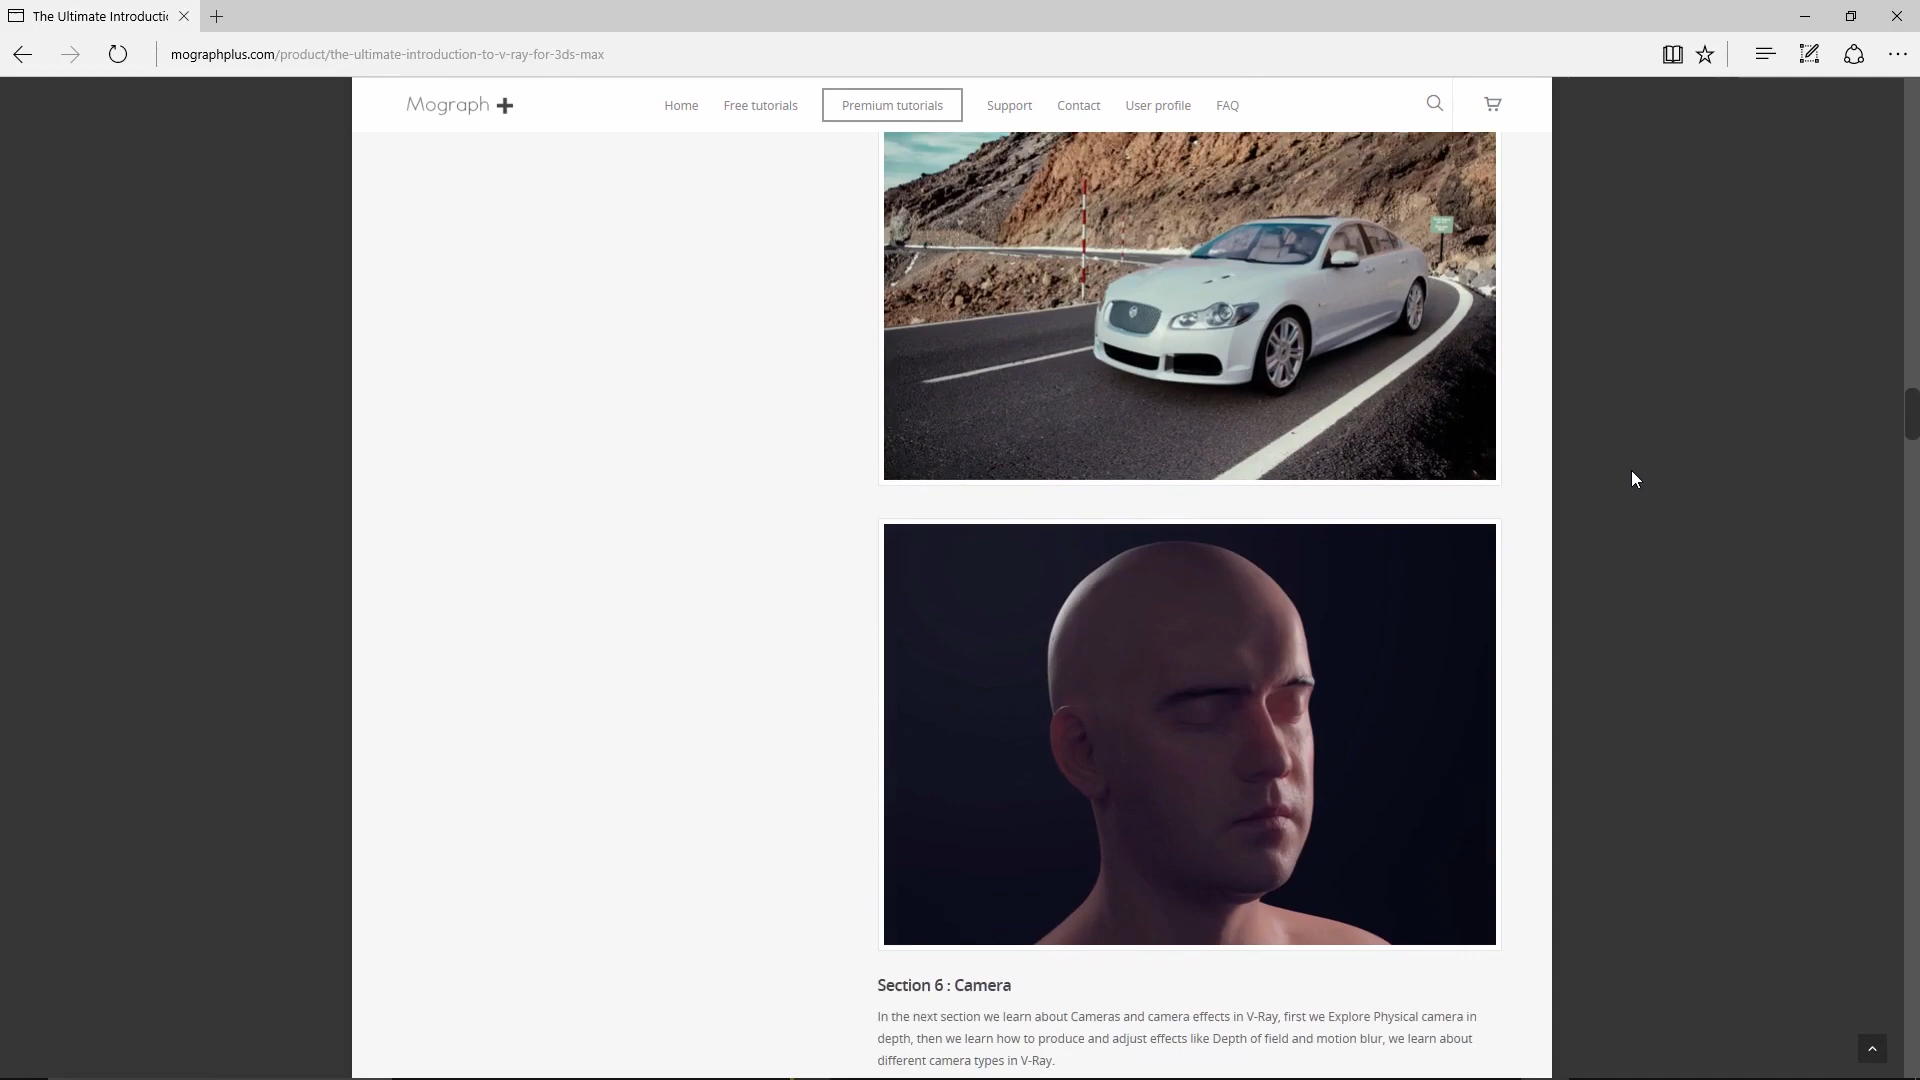 The Ultimate Introductio
mographplus.com/product/the-ultimate-introduction-to-v-ray-for-3ds-max
Mograph
Home
Free tutorials
Premium tutorials
Support
Contact
User profile
FAQ
Section 6 : Camera
In the next section we learn about Cameras and camera effects in V-Ray, first we Explore Physical camera in
depth, then we learn how to produce and adjust effects like Depth of field and motion blur, we learn about
different camera types in V-Ray.